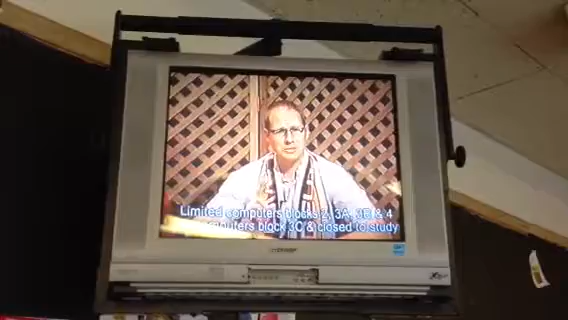 Limited computers blocks 2, 3A, 3B & 4
computers block 3C & closed to study